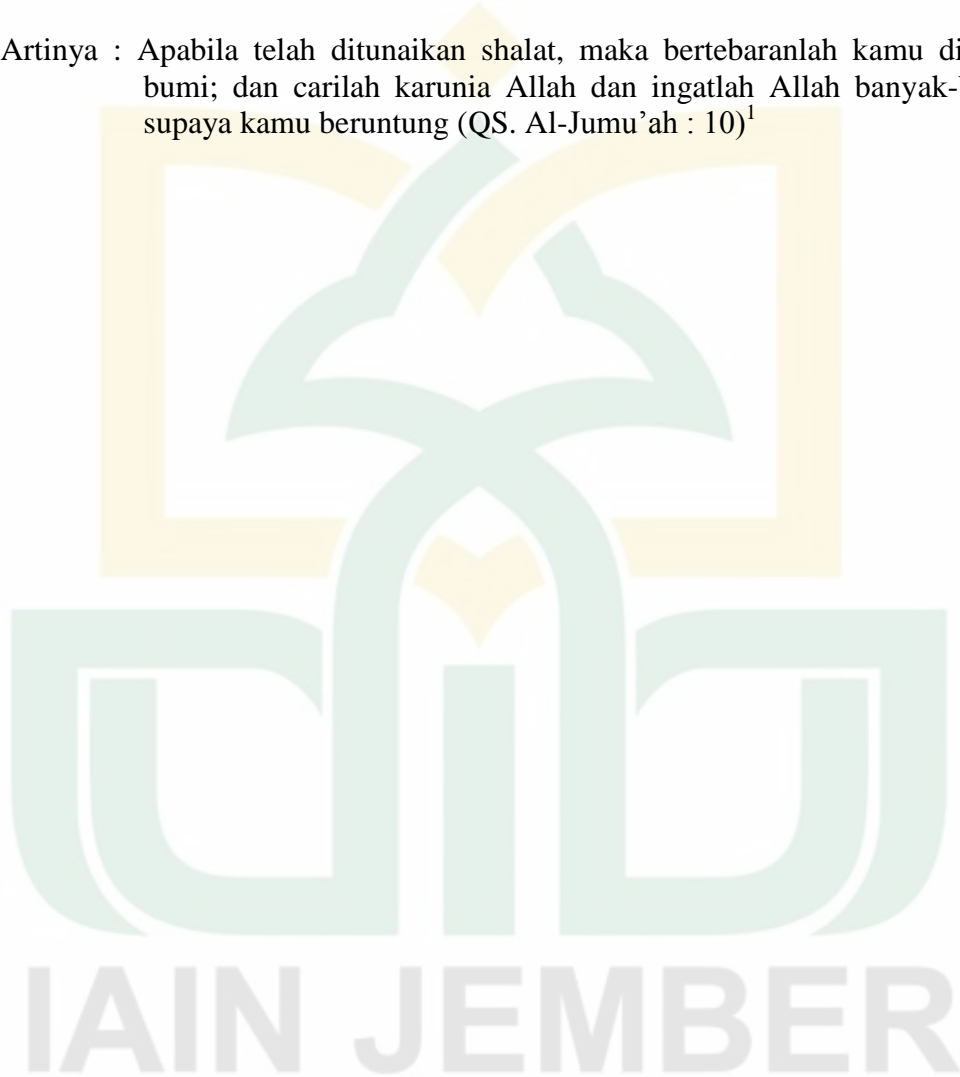 Artinya : Apabila telah ditunaikan shalat, maka bertebaranlah kamu di
bumi; dan carilah karunia Allah dan ingatlah Allah banyak-
supaya kamu beruntung (QS. Al-Jumu’ah : 10)1
IAIN JEMBER